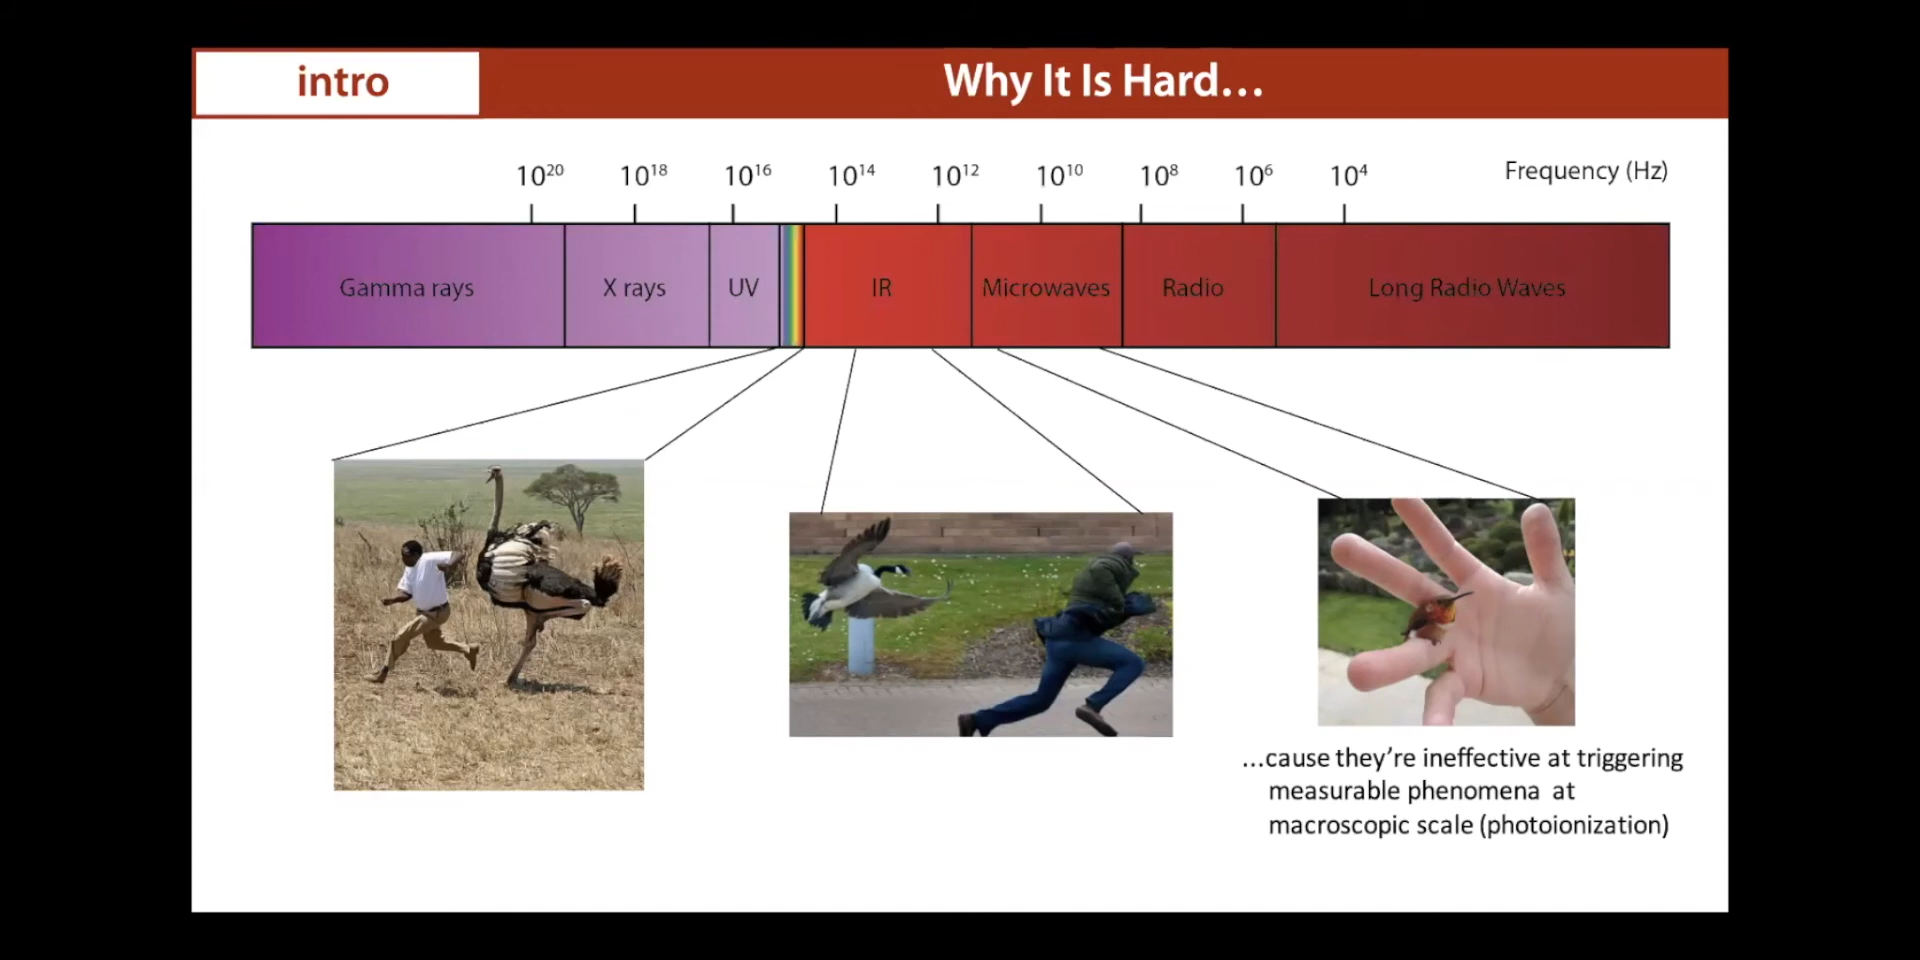 intro
Why It Is Hard...
10²⁰ 10¹⁸ 10¹⁶ 10¹⁴ 10¹² 10¹⁰ 10⁸ 10⁶ 10⁴ Frequency (Hz)
Gamma rays X rays UV IR Microwaves Radio Long Radio Waves
...cause they're ineffective at triggering
measurable phenomena at
macroscopic scale (photoionization)